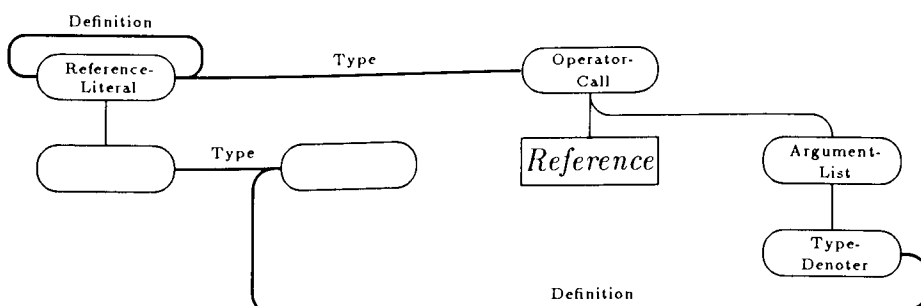 Definition
Reference-
Literal
Type
Operator-
Call
Type
Reference
Argument-
List
Type-
Denoter
Definition